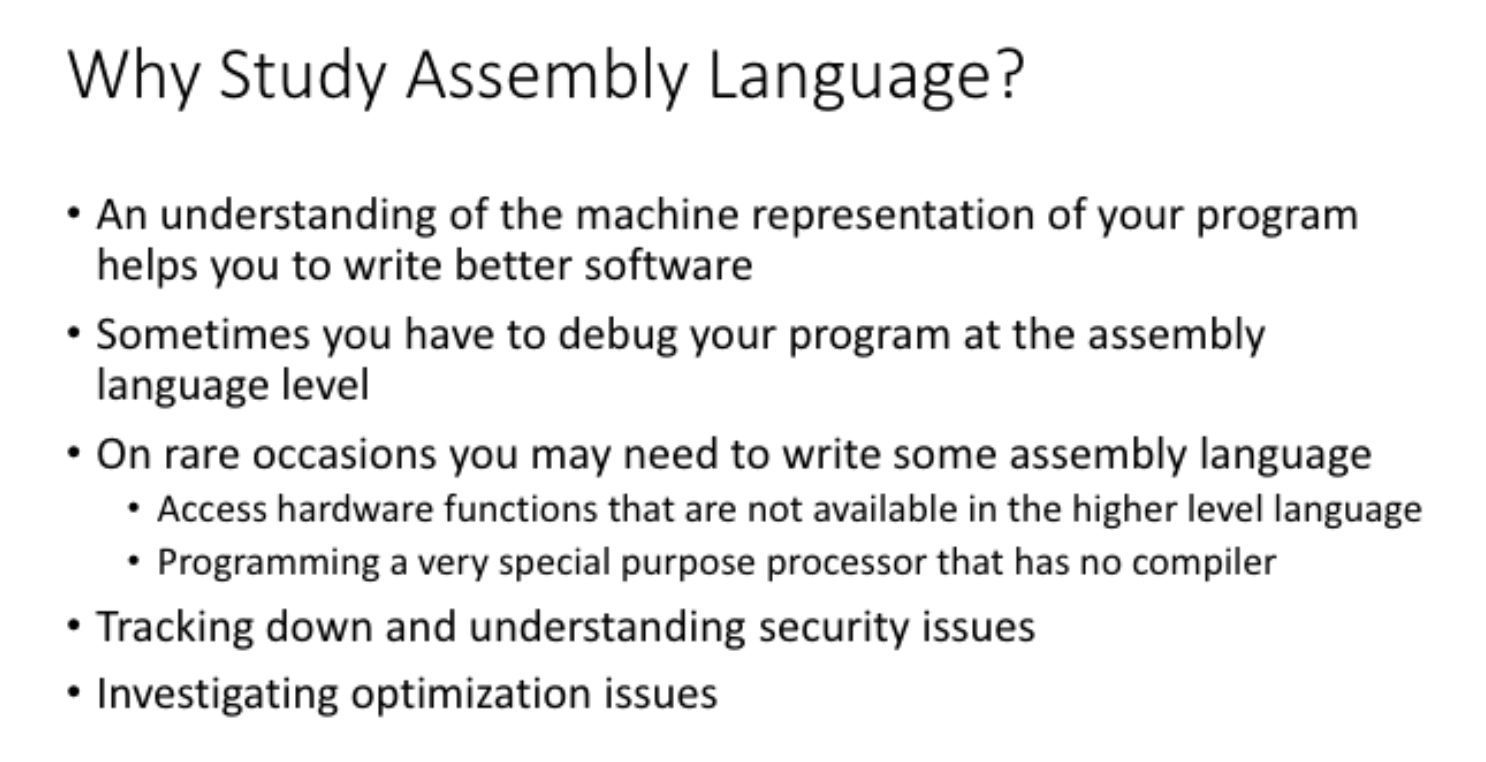 Why Study Assembly Language?
• An understanding of the machine representation of your program
helps you to write better software
• Sometimes you have to debug your program at the assembly
language level
• On rare occasions you may need to write some assembly language
• Access hardware functions that are not available in the higher level language
• Programming a very special purpose processor that has no compiler
• Tracking down and understanding security issues
• Investigating optimization issues